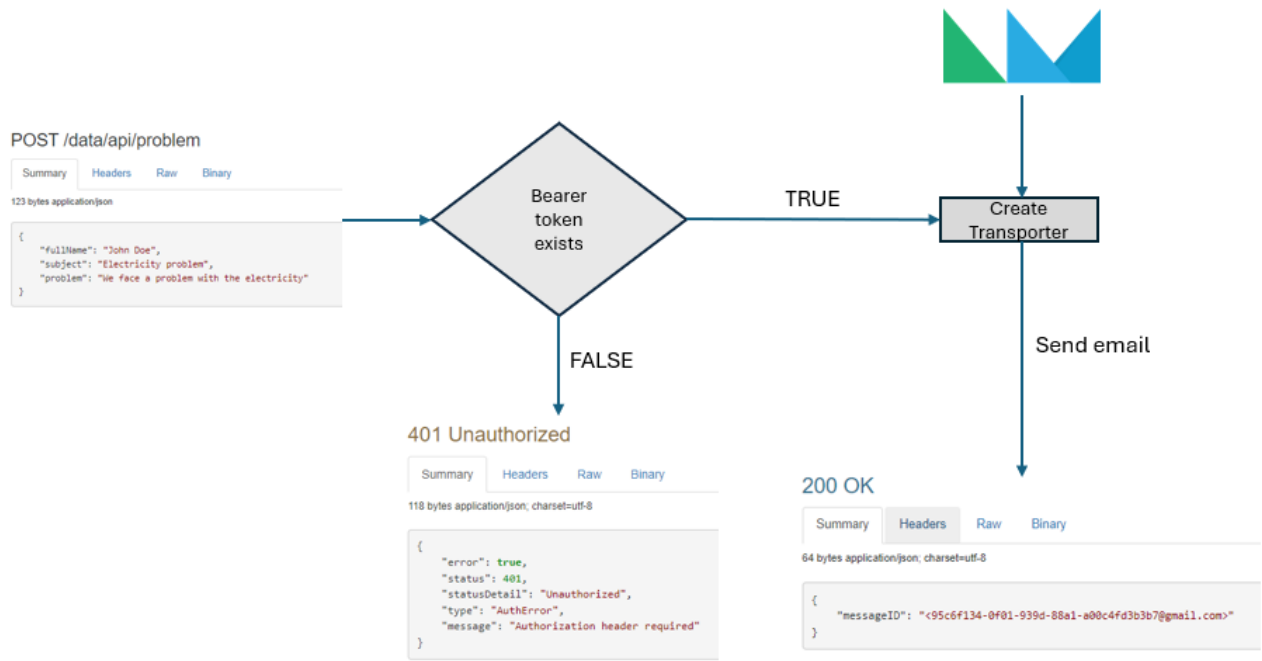 POST /data/api/problem
Summary Headers Raw Binary
123 bytes application/json
{
"fullName": "John Doe",
"subject": "Electricity problem",
"problem": "We face a problem with the electricity"
}
Bearer
token
exists
TRUE
Create
Transporter
FALSE
Send email
401 Unauthorized
Summary Headers Raw Binary
118 bytes application/json; charset=utf-8
{
"error": true,
"status": 401,
"statusDetail": "Unauthorized",
"type": "AuthError",
"message": "Authorization header required"
}
200 OK
Summary Headers Raw Binary
64 bytes application/json; charset=utf-8
{
"messageID": "<95c6f134-0f01-939d-88a1-a00c4fd3b3b7@gmail.com>"
}